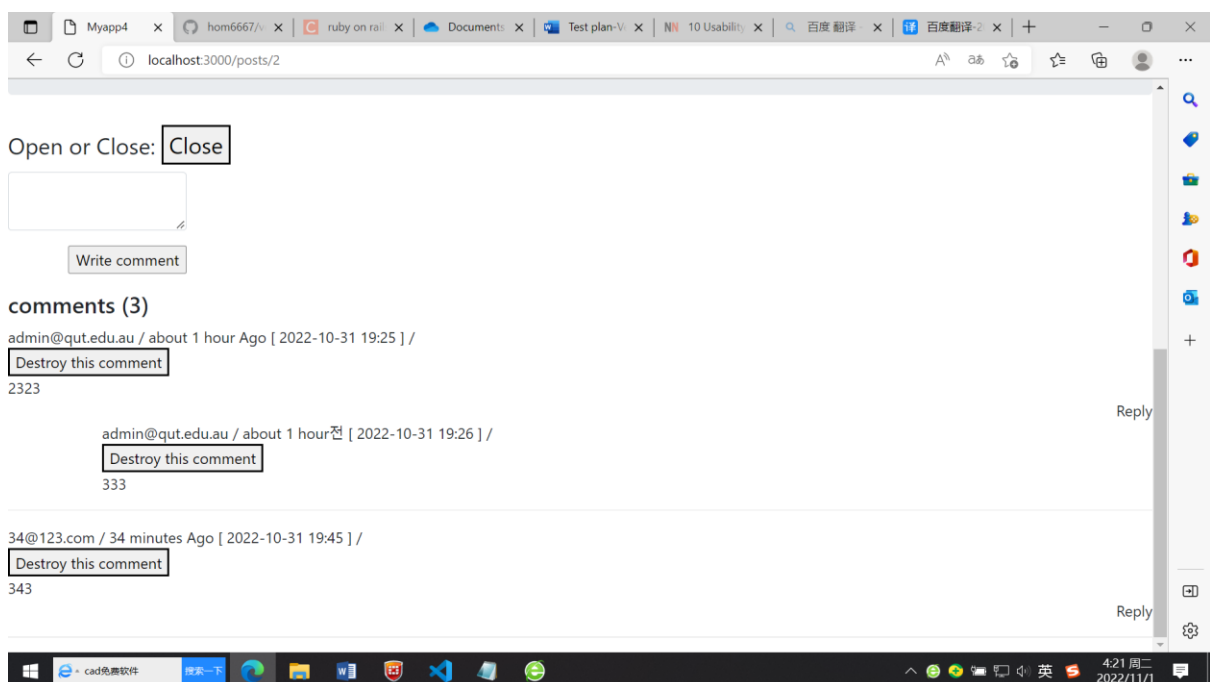 Myapp4
hom6667/v
ruby on rail
Documents
Test plan-V
10 Usability
百度 翻译 -
百度翻译-2
localhost:3000/posts/2
Open or Close: Close
Write comment
comments (3)
admin@qut.edu.au / about 1 hour Ago [ 2022-10-31 19:25 ] /
Destroy this comment
2323
Reply
admin@qut.edu.au / about 1 hour전 [ 2022-10-31 19:26 ] /
Destroy this comment
333
34@123.com / 34 minutes Ago [ 2022-10-31 19:45 ] /
Destroy this comment
343
Reply
cad免费软件
搜索一下
英
4:21 周二
2022/11/1